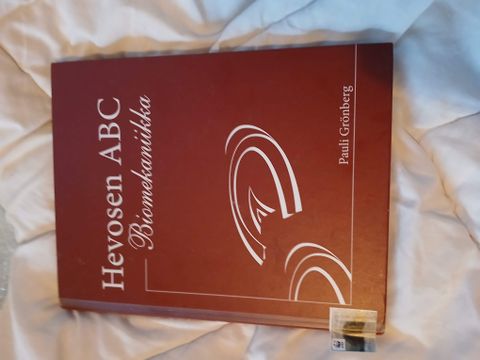 Hevosen ABC
Biomekaniikka
Pauli Grönberg